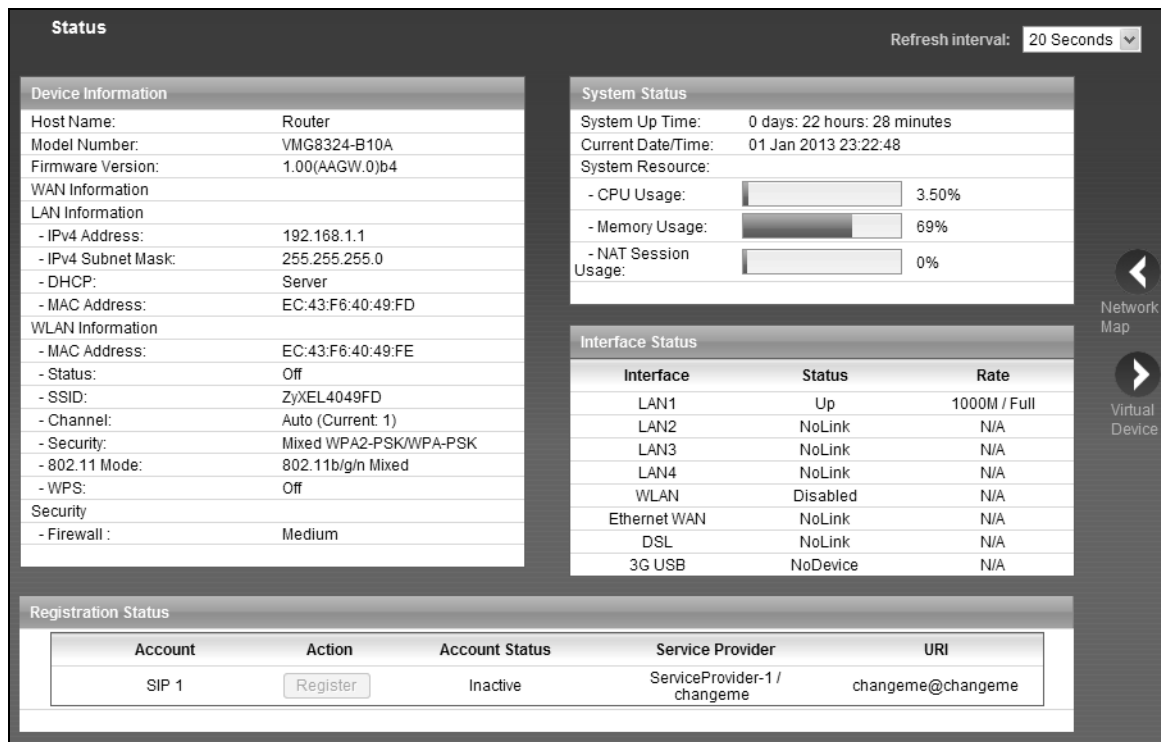 Status
Refresh interval: 20 Seconds
Device Information
Host Name: Router
Model Number: VMG8324-B10A
Firmware Version: 1.00(AAGW.0)b4
WAN Information
LAN Information
- IPv4 Address: 192.168.1.1
- IPv4 Subnet Mask: 255.255.255.0
- DHCP: Server
- MAC Address: EC:43:F6:40:49:FD
WLAN Information
- MAC Address: EC:43:F6:40:49:FE
- Status: Off
- SSID: ZyXEL4049FD
- Channel: Auto (Current: 1)
- Security: Mixed WPA2-PSK/WPA-PSK
- 802.11 Mode: 802.11b/g/n Mixed
- WPS: Off
Security
- Firewall : Medium
System Status
System Up Time: 0 days: 22 hours: 28 minutes
Current Date/Time: 01 Jan 2013 23:22:48
System Resource:
- CPU Usage: 3.50%
- Memory Usage: 69%
- NAT Session
Usage: 0%
Interface Status
Interface Status Rate
LAN1 Up 1000M / Full
LAN2 NoLink N/A
LAN3 NoLink N/A
LAN4 NoLink N/A
WLAN Disabled N/A
Ethernet WAN NoLink N/A
DSL NoLink N/A
3G USB NoDevice N/A
Network
Map
Virtual
Device
Registration Status
Account Action Account Status Service Provider URI
SIP 1 Register Inactive ServiceProvider-1 /
changeme changeme@changeme